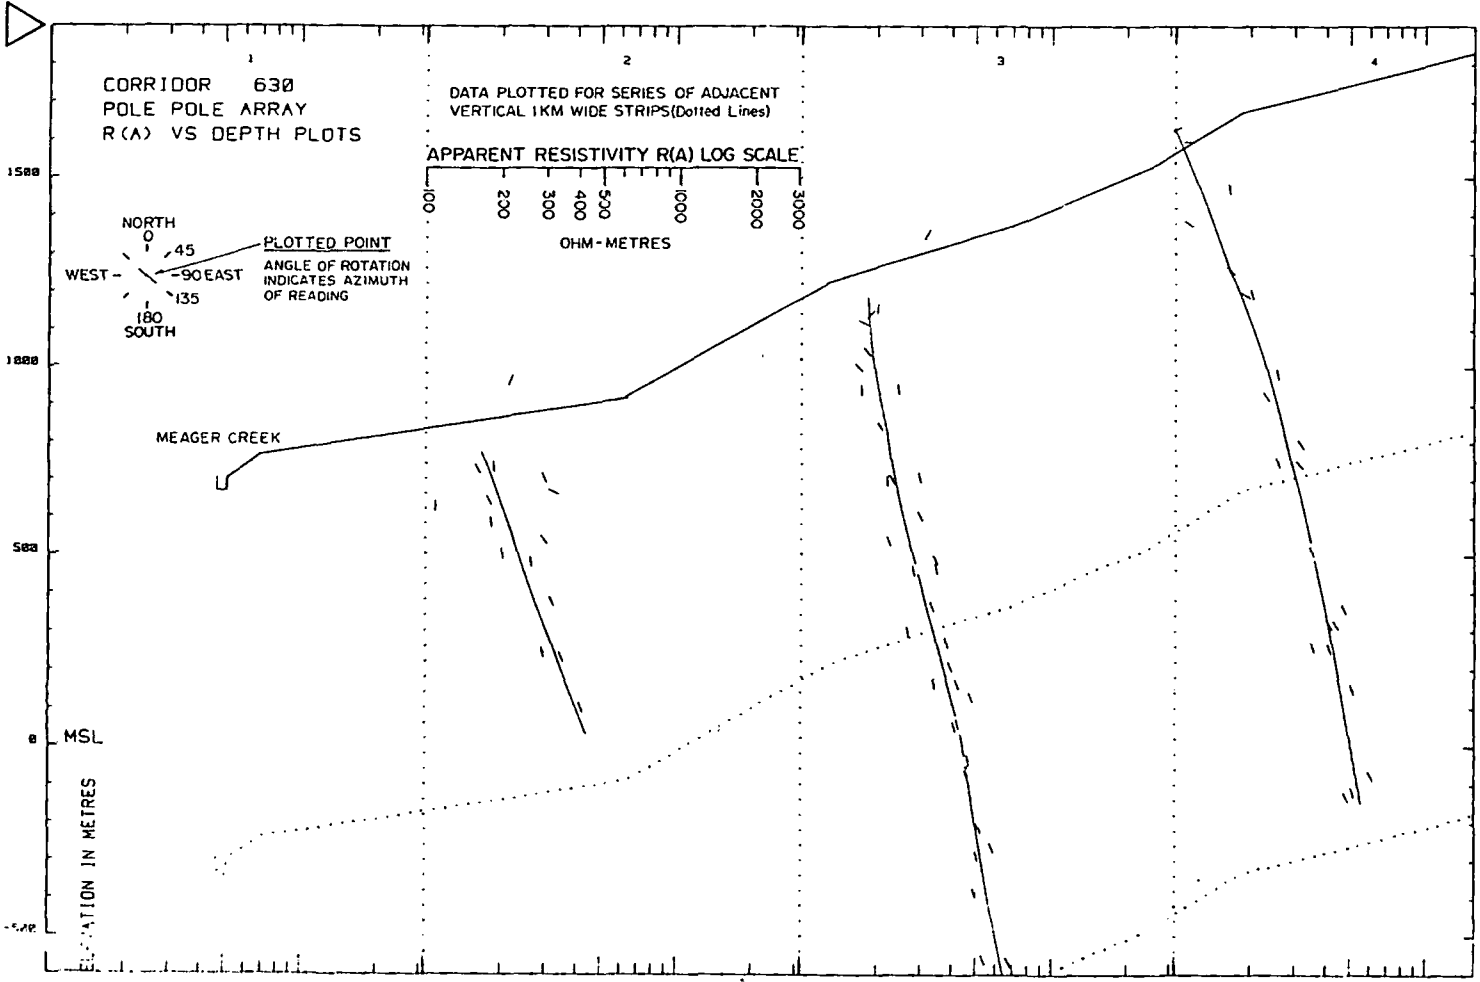 1 2 3 4
CORRIDOR 630
POLE POLE ARRAY
R(A) VS DEPTH PLOTS
DATA PLOTTED FOR SERIES OF ADJACENT
VERTICAL 1KM WIDE STRIPS(Dotted Lines)
APPARENT RESISTIVITY R(A) LOG SCALE
100 200 300 400 500 1000 2000 3000
OHM-METRES
NORTH
0
45
WEST
90 EAST
135
180
SOUTH
PLOTTED POINT
ANGLE OF ROTATION
INDICATES AZIMUTH
OF READING
MEAGER CREEK
1500
1000
500
0
MSL
-500
IN METRES